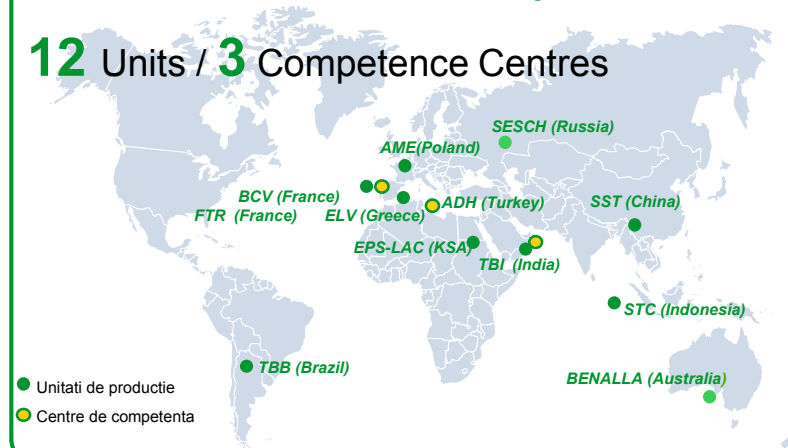 12 Units / 3 Competence Centres
SESCH (Russia)
AME(Poland)
BCV (France)
FTR (France)
ELV (Greece)
ADH (Turkey)
SST (China)
EPS-LAC (KSA)
TBI (India)
STC (Indonesia)
TBB (Brazil)
BENALLA (Australia)
Unitati de productie
Centre de competenta